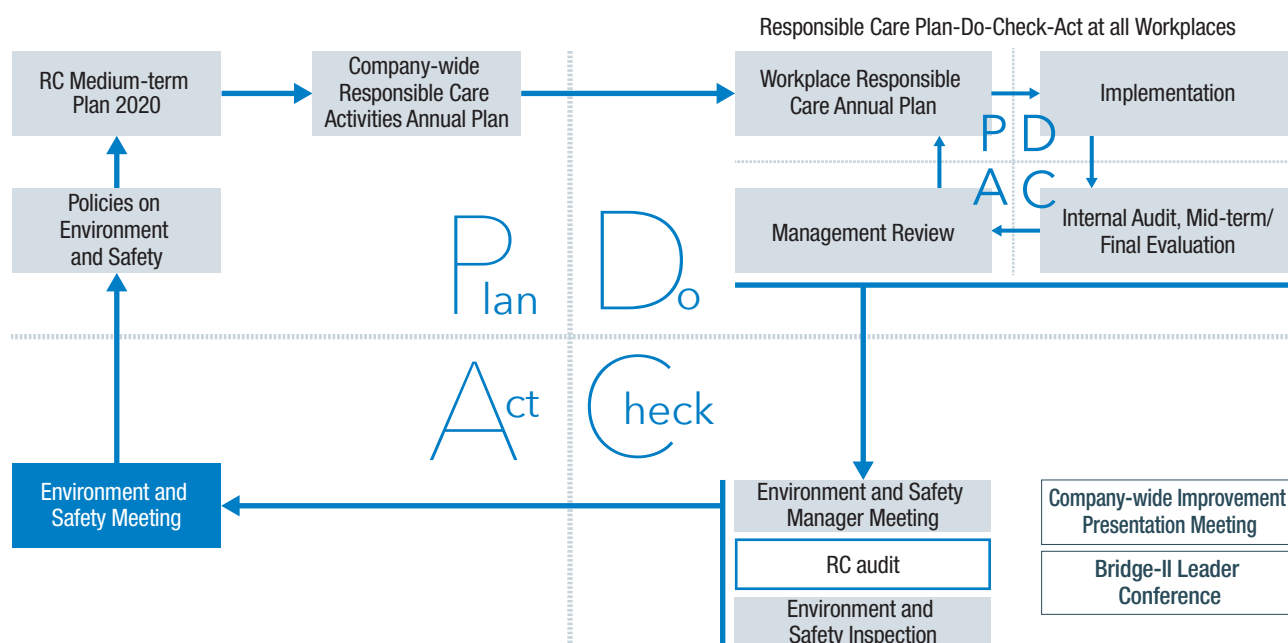 Responsible Care Plan-Do-Check-Act at all Workplaces
RC Medium-term
Plan 2020
Company-wide
Responsible Care
Activities Annual Plan
Workplace Responsible
Care Annual Plan
Implementation
P D
A C
Policies on
Environment
and Safety
Management Review
Internal Audit, Mid-term/
Final Evaluation
Plan
Do
Act
Check
Environment and
Safety Meeting
Environment and Safety
Manager Meeting
RC audit
Environment and
Safety Inspection
Company-wide Improvement
Presentation Meeting
Bridge-II Leader
Conference